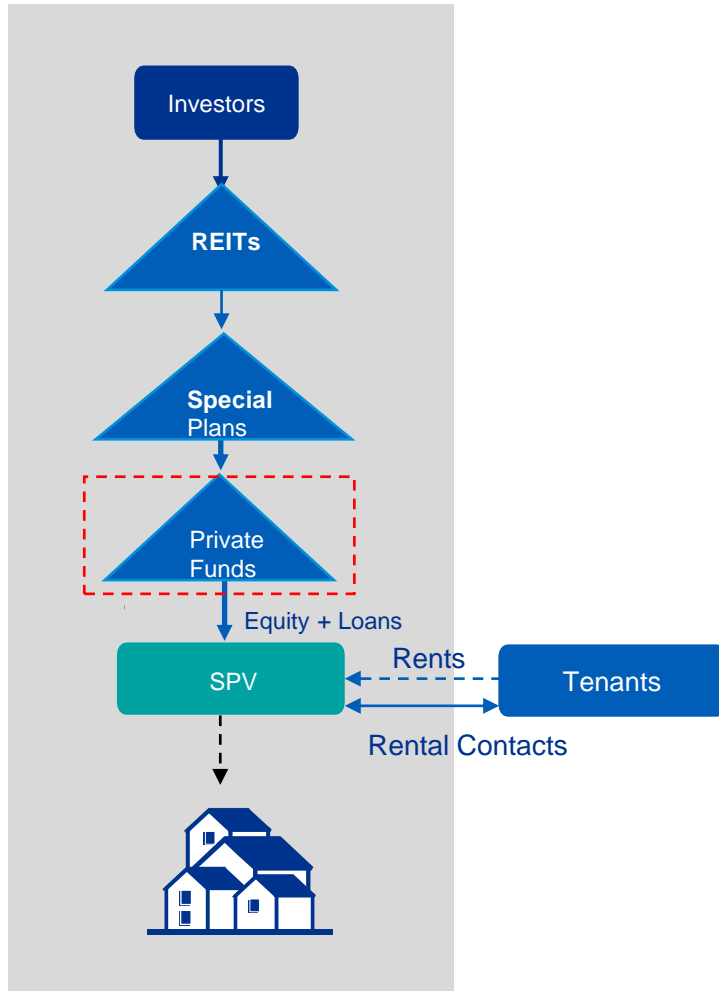 Investors
REITs
Special
Plans
Private
Funds
Equity + Loans
Rents
SPV
Tenants
Rental Contacts